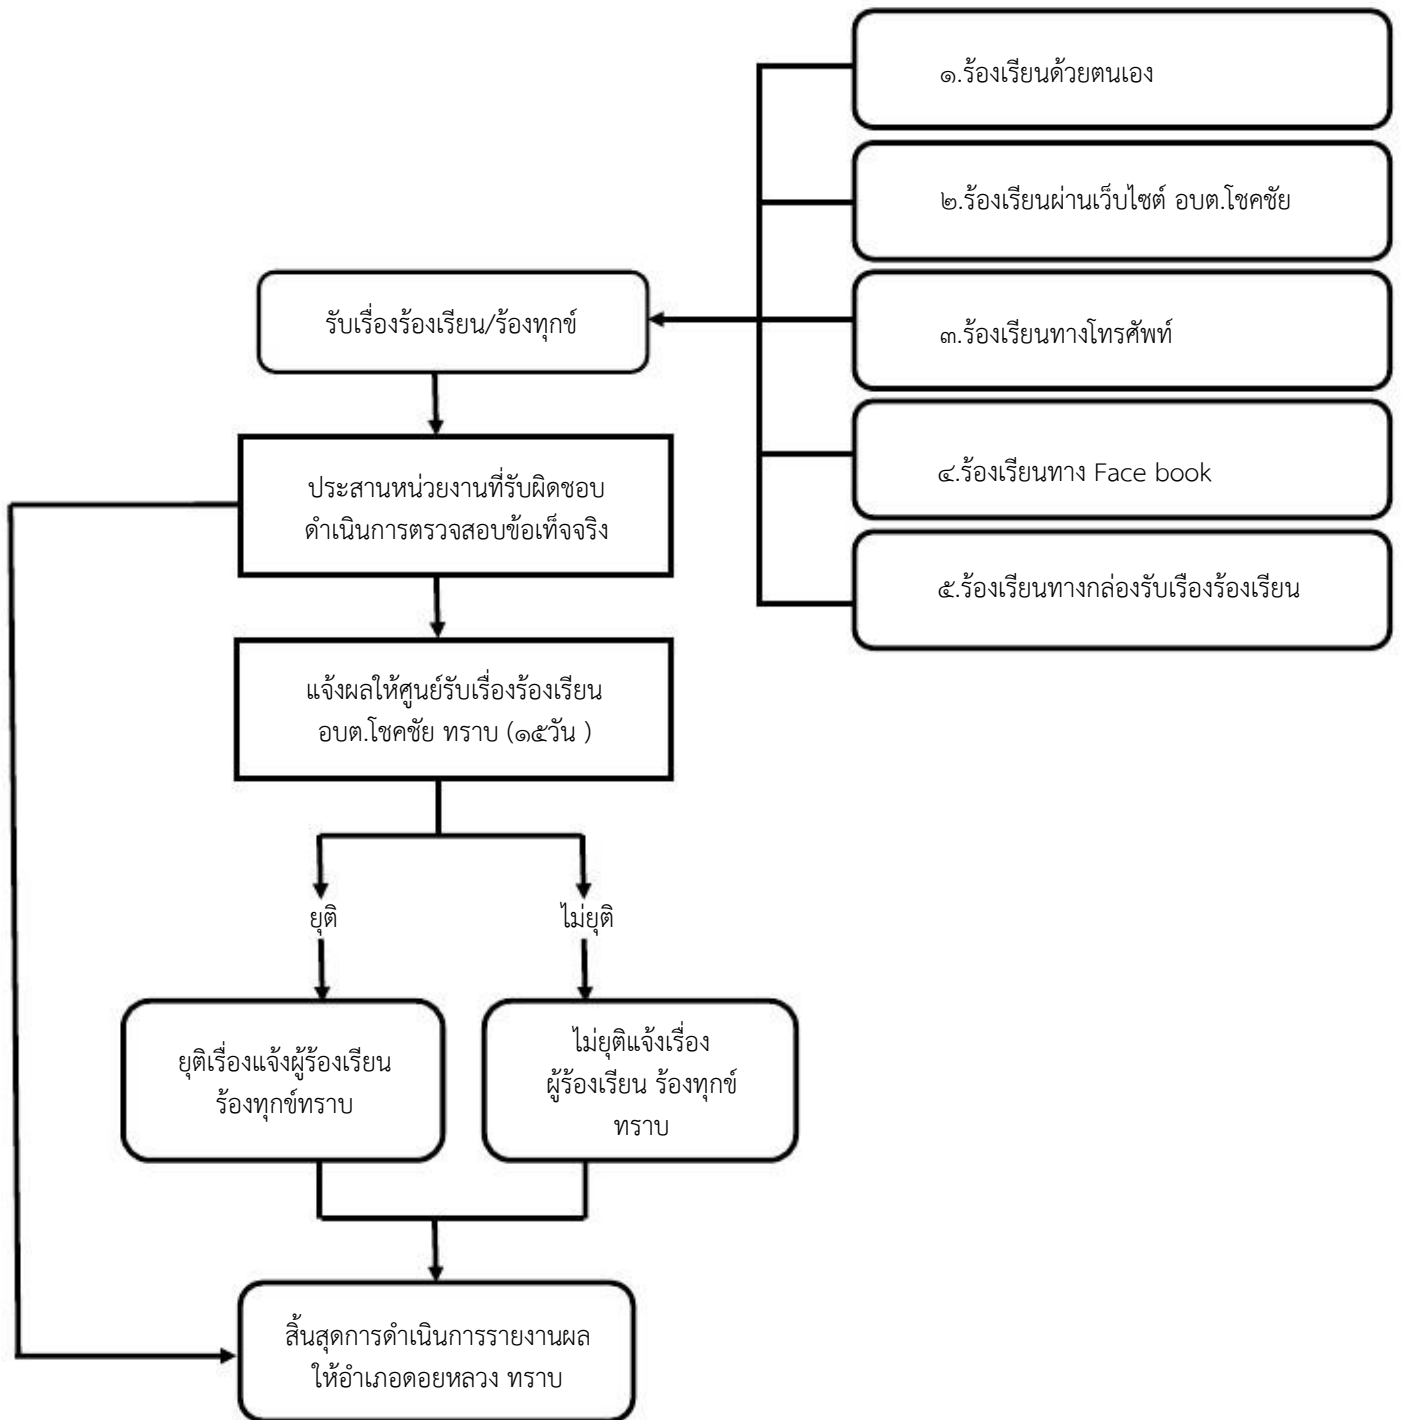 ๑.ร้องเรียนด้วยตนเอง
๒.ร้องเรียนผ่านเว็บไซต์ อบต.โชคชัย
รับเรื่องร้องเรียน/ร้องทุกข์
๓.ร้องเรียนทางโทรศัพท์
๔.ร้องเรียนทาง Face book
ประสานหน่วยงานที่รับผิดชอบ
ดำเนินการตรวจสอบข้อเท็จจริง
๕.ร้องเรียนทางกล่องรับเรืองร้องเรียน
แจ้งผลให้ศูนย์รับเรื่องร้องเรียน
อบต.โชคชัย ทราบ (๑๕วัน )
ยุติ
ไม่ยุติ
ยุติเรื่องแจ้งผู้ร้องเรียน
ร้องทุกข์ทราบ
ไม่ยุติแจ้งเรื่อง
ผู้ร้องเรียน ร้องทุกข์
ทราบ
สิ้นสุดการดำเนินการรายงานผล
ให้อำเภอดอยหลวง ทราบ